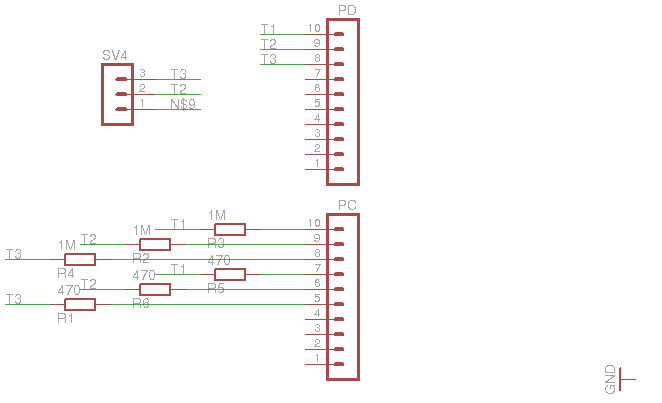 PD
T1 10
T2 9
T3 8
7
6
5
4
3
2
1
SV4
3 T3
2 T2
1 N$9
PC
T1 1M R3 10
T2 1M R2 9
T3 1M R4 8
T1 470 R5 7
T2 470 R6 6
T3 470 R1 5
4
3
2
1
GND